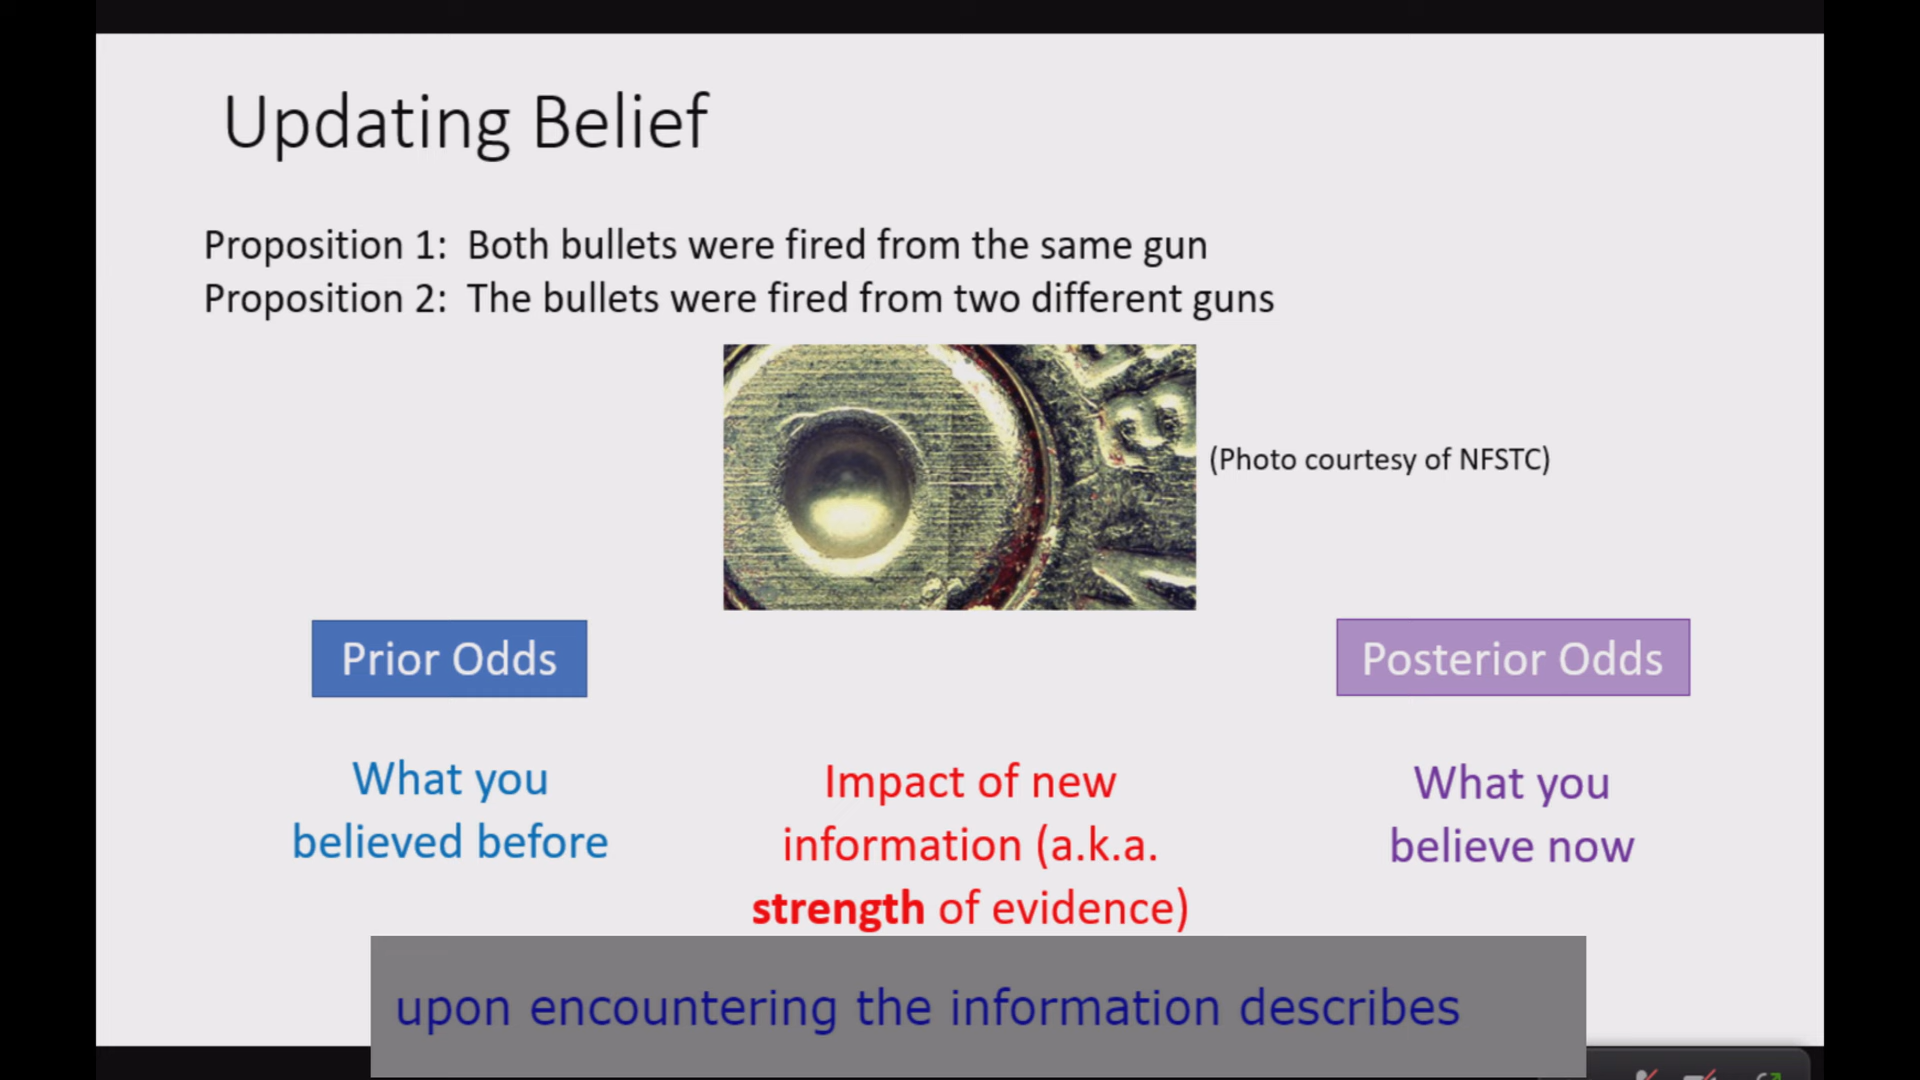 Updating Belief
Proposition 1: Both bullets were fired from the same gun
Proposition 2: The bullets were fired from two different guns
(Photo courtesy of NFSTC)
Prior Odds
Posterior Odds
What you
believed before
Impact of new
information (a.k.a.
strength of evidence)
What you
believe now
upon encountering the information describes